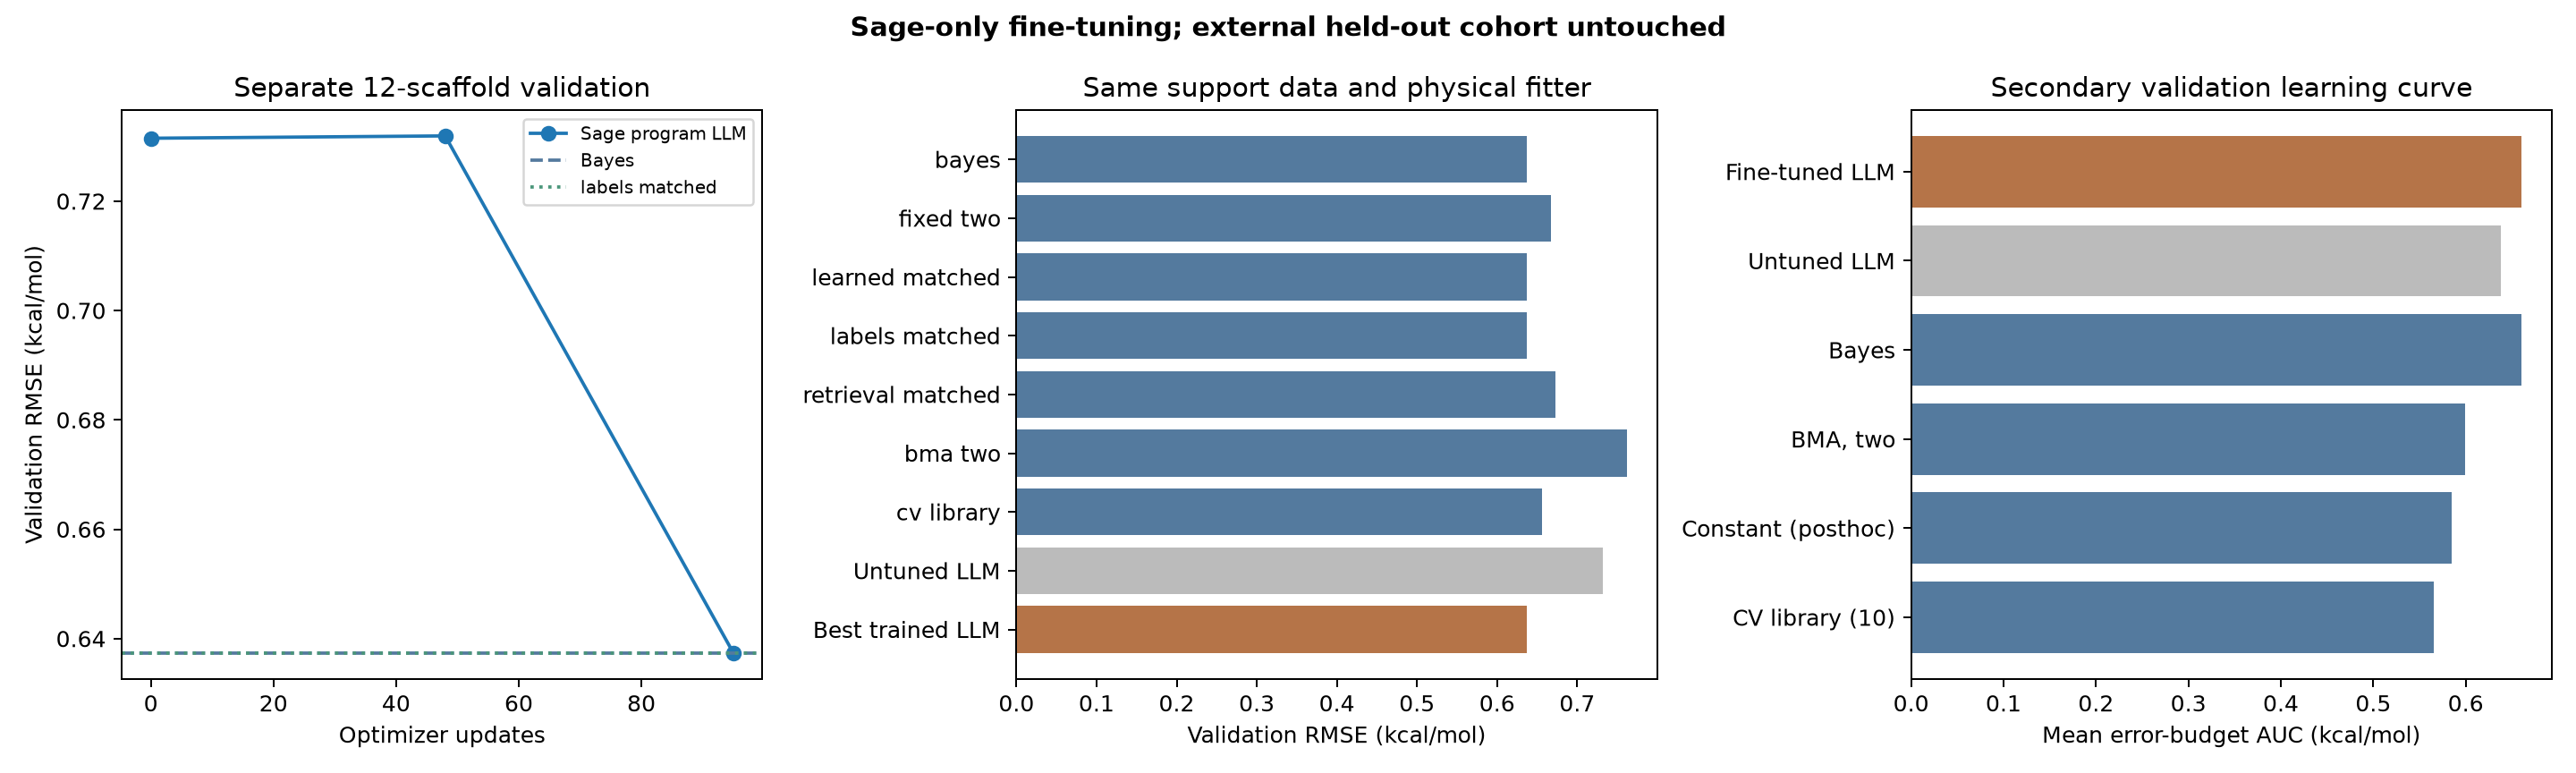 Sage-only fine-tuning; external held-out cohort untouched
Separate 12-scaffold validation
Validation RMSE (kcal/mol)
0.72
0.70
0.68
0.66
0.64
0
20
40
60
80
Optimizer updates
Sage program LLM
Bayes
labels matched
Same support data and physical fitter
bayes
fixed two
learned matched
labels matched
retrieval matched
bma two
cv library
Untuned LLM
Best trained LLM
0.0
0.1
0.2
0.3
0.4
0.5
0.6
0.7
Validation RMSE (kcal/mol)
Secondary validation learning curve
Fine-tuned LLM
Untuned LLM
Bayes
BMA, two
Constant (posthoc)
CV library (10)
0.0
0.1
0.2
0.3
0.4
0.5
0.6
Mean error-budget AUC (kcal/mol)